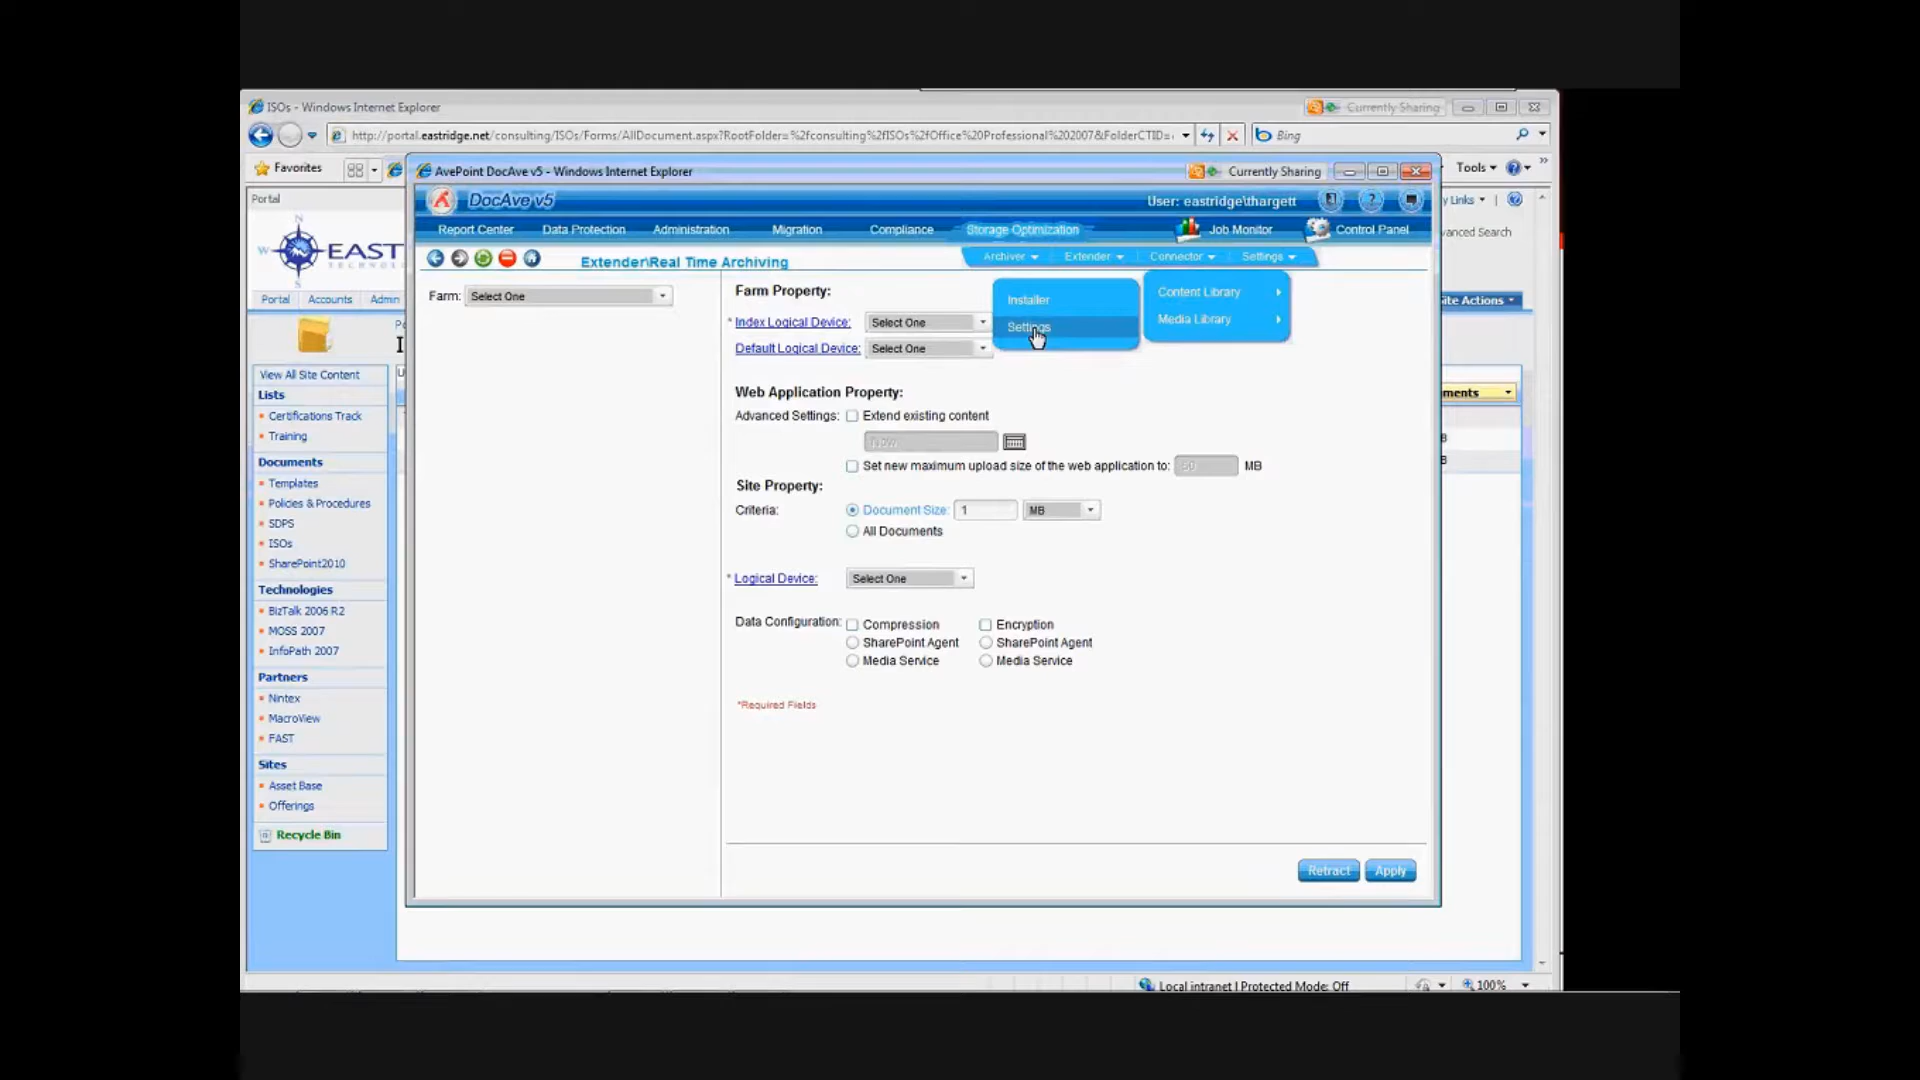 ISOs - Windows Internet Explorer
Currently Sharing
http://portal.eastridge.net/consulting/ISOs/Forms/AllDocument.aspx?RootFolder=%2fconsulting%2fISOs%2fOffice%20Professional%202007&FolderCTID=
Bing
Favorites
Tools
AvePoint DocAve v5 - Windows Internet Explorer
Currently Sharing
Portal
DocAve v5
User: eastridge\thargett
y Links
Report Center
Data Protection
Administration
Migration
Compliance
Storage Optimization
Job Monitor
Control Panel
vanced Search
EAST
Extender\Real Time Archiving
Archiver
Extender
Connector
Settings
Portal
Accounts
Admin
ite Actions
Farm: Select One
Farm Property:
Installer
Settings
Content Library
Media Library
* Index Logical Device: Select One
Default Logical Device: Select One
View All Site Content
Lists
Certifications Track
Training
Documents
Templates
Policies & Procedures
SDPS
ISOs
SharePoint2010
Technologies
BizTalk 2006 R2
MOSS 2007
InfoPath 2007
Partners
Nintex
MacroView
FAST
Sites
Asset Base
Offerings
Recycle Bin
Web Application Property:
Advanced Settings: Extend existing content
Now
Set new maximum upload size of the web application to: 50 MB
Site Property:
Criteria: Document Size: 1 MB
All Documents
* Logical Device: Select One
Data Configuration: Compression Encryption
SharePoint Agent SharePoint Agent
Media Service Media Service
*Required Fields
Retract
Apply
ments
B
B
Local intranet | Protected Mode: Off
100%